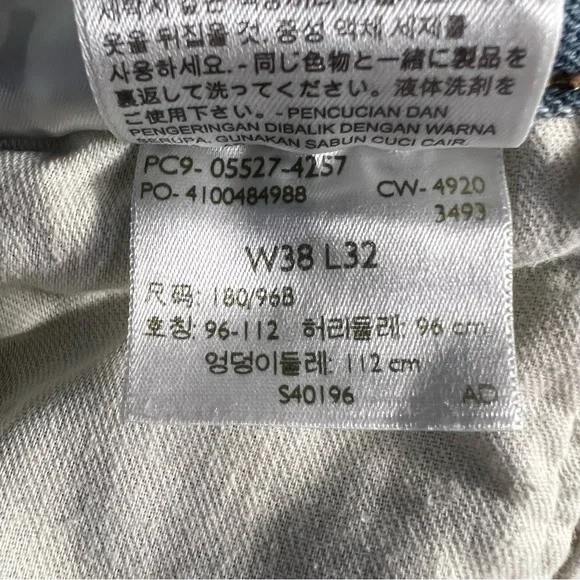 옷을 뒤집을 것. 중성 액체 세제를
사용하세요. - 同じ色物と一緒に製品を
裏返して洗ってください。液体洗剤を
ご使用下さい。- PENCUCIAN DAN
PENGERINGAN DIBALIK DENGAN WARNA
SERUPA. GUNAKAN SABUN CUCI CAIR.
PC9- 05527-4257
PO- 4100484988 CW- 4920
3493
W38 L32
尺码: 180/96B
호칭: 96-112 허리둘레: 96 cm
엉덩이둘레: 112 cm
S40196 AD